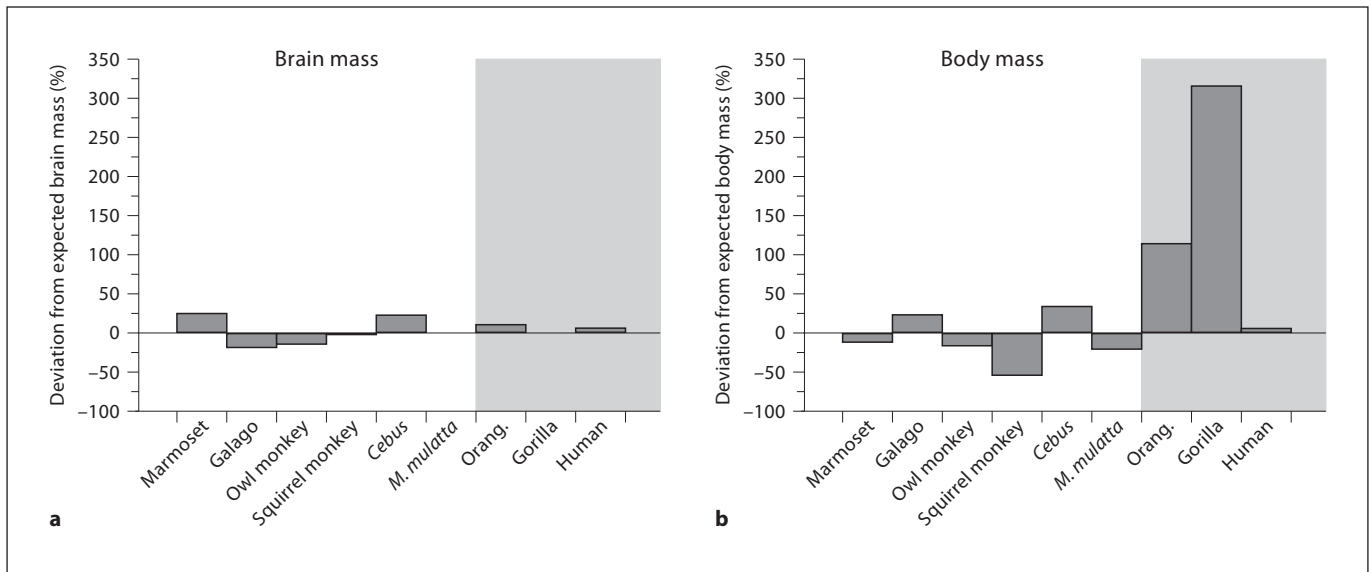 Brain mass
Deviation from expected brain mass (%)
350
300
250
200
150
100
50
0
–50
–100
Marmoset
Galago
Owl monkey
Squirrel monkey
Cebus
M. mulatta
Orang.
Gorilla
Human
a
Body mass
Deviation from expected body mass (%)
350
300
250
200
150
100
50
0
–50
–100
Marmoset
Galago
Owl monkey
Squirrel monkey
Cebus
M. mulatta
Orang.
Gorilla
Human
b